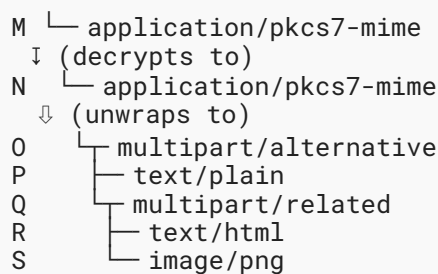 M └─ application/pkcs7-mime
↧ (decrypts to)
N └─ application/pkcs7-mime
⇩ (unwraps to)
O └┬ multipart/alternative
P ├─ text/plain
Q └┬ multipart/related
R ├─ text/html
S └─ image/png